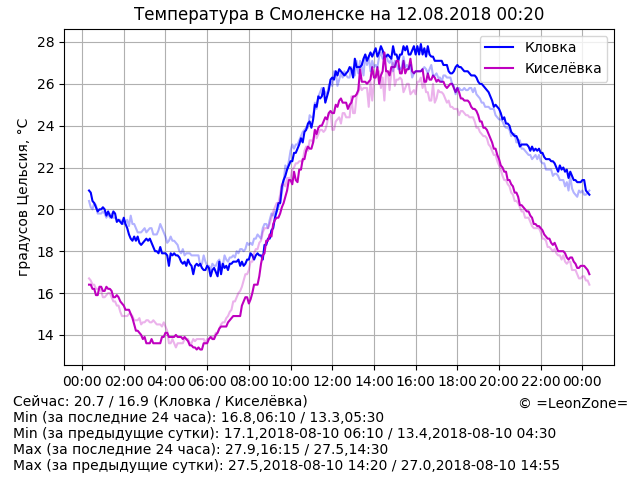 Температура в Смоленске на 12.08.2018 00:20
Кловка
Киселёвка
градусов Цельсия, °C
28
26
24
22
20
18
16
14
00:00 02:00 04:00 06:00 08:00 10:00 12:00 14:00 16:00 18:00 20:00 22:00 00:00
Сейчас: 20.7 / 16.9 (Кловка / Киселёвка)
© =LeonZone=
Min (за последние 24 часа): 16.8,06:10 / 13.3,05:30
Min (за предыдущие сутки): 17.1,2018-08-10 06:10 / 13.4,2018-08-10 04:30
Max (за последние 24 часа): 27.9,16:15 / 27.5,14:30
Max (за предыдущие сутки): 27.5,2018-08-10 14:20 / 27.0,2018-08-10 14:55